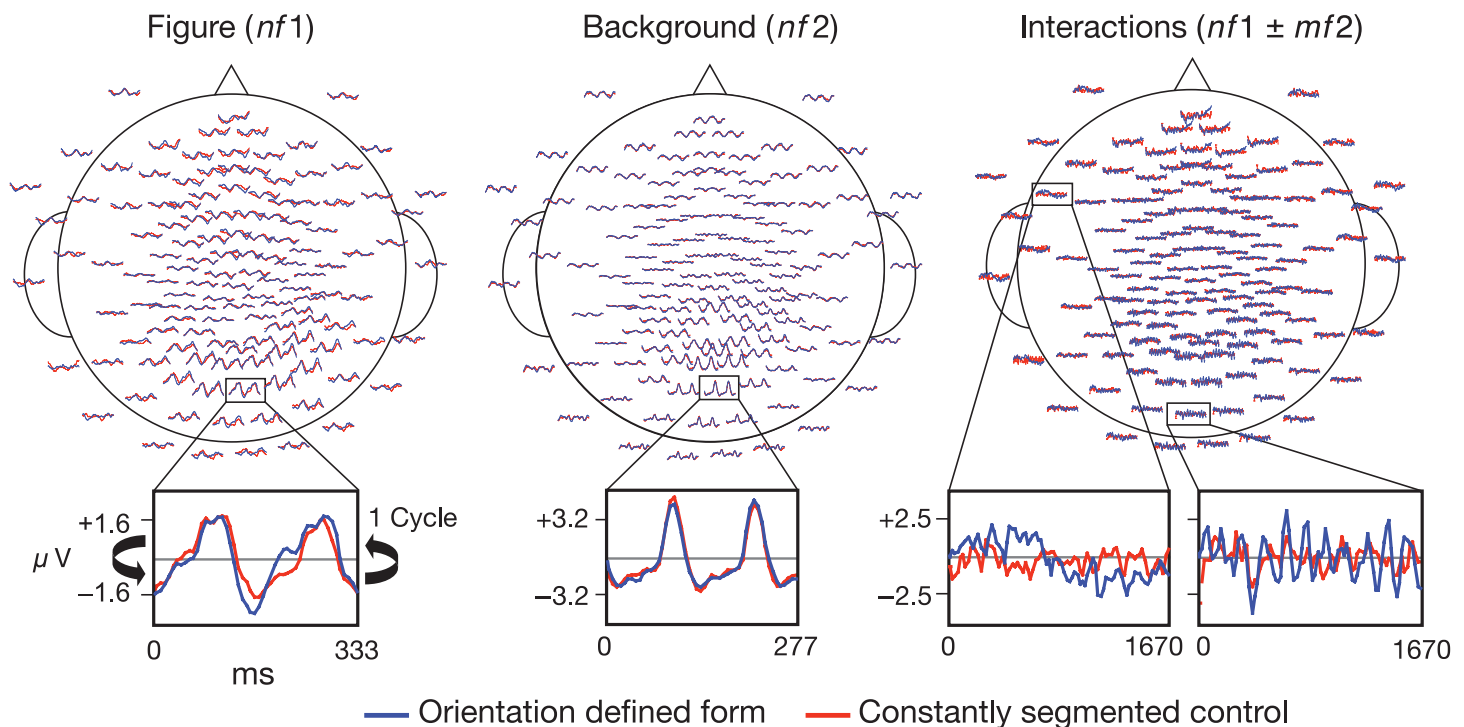 Figure (nf1)
Background (nf2)
Interactions (nf1 ± mf2)
+1.6
μV
−1.6
1 Cycle
0
333
ms
+3.2
−3.2
0
277
+2.5
−2.5
0
1670
0
1670
Orientation defined form
Constantly segmented control